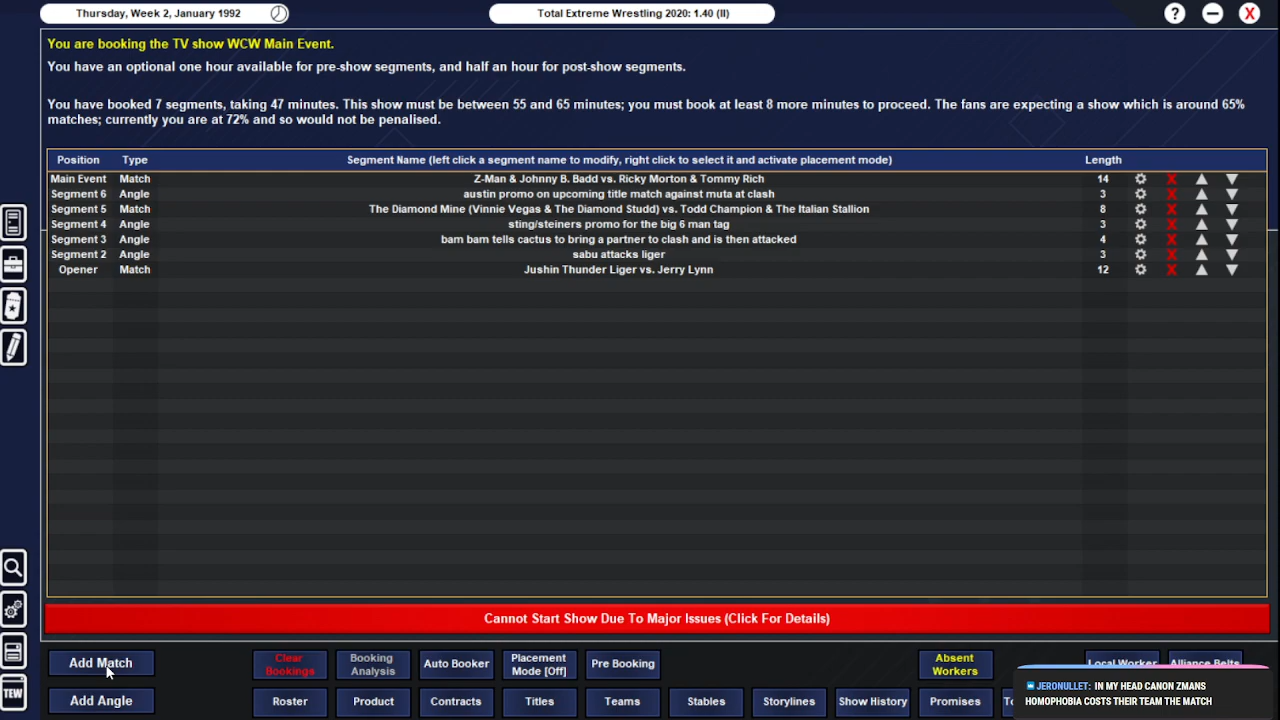 Thursday, Week 2, January 1992
Total Extreme Wrestling 2020: 1.40 (II)
You are booking the TV show WCW Main Event.
You have an optional one hour available for pre-show segments, and half an hour for post-show segments.
You have booked 7 segments, taking 47 minutes. This show must be between 55 and 65 minutes; you must book at least 8 more minutes to proceed. The fans are expecting a show which is around 65%
matches; currently you are at 72% and so would not be penalised.
Position Type Segment Name (left click a segment name to modify, right click to select it and activate placement mode) Length
Main Event Match Z-Man & Johnny B. Badd vs. Ricky Morton & Tommy Rich 14 X
Segment 6 Angle austin promo on upcoming title match against muta at clash 3 X
Segment 5 Match The Diamond Mine (Vinnie Vegas & The Diamond Studd) vs. Todd Champion & The Italian Stallion 8 X
Segment 4 Angle sting/steiners promo for the big 6 man tag 3 X
Segment 3 Angle bam bam tells cactus to bring a partner to clash and is then attacked 4 X
Segment 2 Angle sabu attacks liger 3 X
Opener Match Jushin Thunder Liger vs. Jerry Lynn 12 X
Cannot Start Show Due To Major Issues (Click For Details)
Add Match Clear Bookings Booking Analysis Auto Booker Placement Mode [Off] Pre Booking Absent Workers Local Worker Alliance Belts
Add Angle Roster Product Contracts Titles Teams Stables Storylines Show History Promises
TEW
JERONULLET: IN MY HEAD CANON ZMANS
HOMOPHOBIA COSTS THEIR TEAM THE MATCH